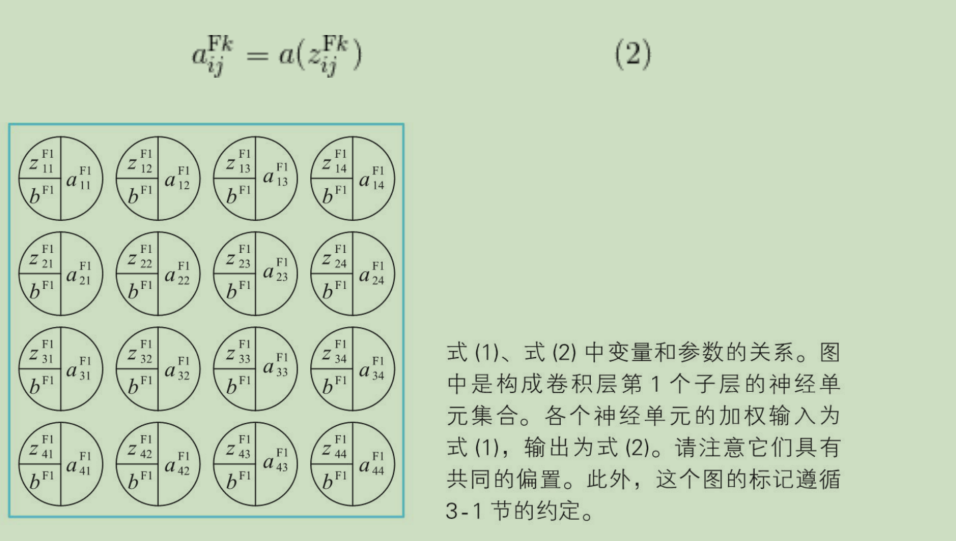 a_{ij}^{Fk} = a(z_{ij}^{Fk}) (2)
z_{11}^{F1} b^{F1} a_{11}^{F1} z_{12}^{F1} b^{F1} a_{12}^{F1} z_{13}^{F1} b^{F1} a_{13}^{F1} z_{14}^{F1} b^{F1} a_{14}^{F1}
z_{21}^{F1} b^{F1} a_{21}^{F1} z_{22}^{F1} b^{F1} a_{22}^{F1} z_{23}^{F1} b^{F1} a_{23}^{F1} z_{24}^{F1} b^{F1} a_{24}^{F1}
z_{31}^{F1} b^{F1} a_{31}^{F1} z_{32}^{F1} b^{F1} a_{32}^{F1} z_{33}^{F1} b^{F1} a_{33}^{F1} z_{34}^{F1} b^{F1} a_{34}^{F1}
z_{41}^{F1} b^{F1} a_{41}^{F1} z_{42}^{F1} b^{F1} a_{42}^{F1} z_{43}^{F1} b^{F1} a_{43}^{F1} z_{44}^{F1} b^{F1} a_{44}^{F1}
式 (1)、式 (2) 中变量和参数的关系。图
中是构成卷积层第 1 个子层的神经单
元集合。各个神经单元的加权输入为
式 (1)，输出为式 (2)。请注意它们具有
共同的偏置。此外，这个图的标记遵循
3-1 节的约定。